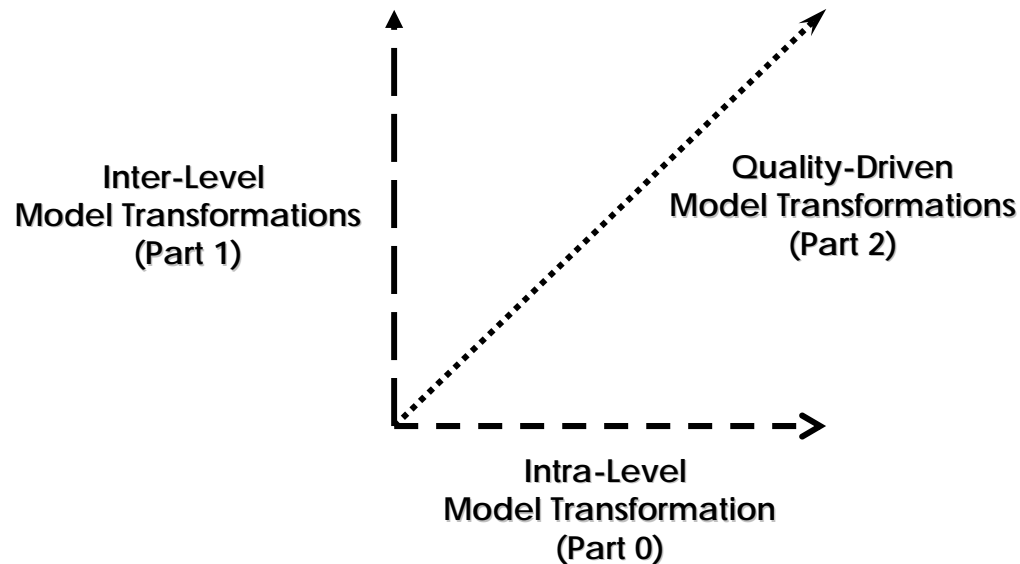 Inter-Level
Model Transformations
(Part 1)
Quality-Driven
Model Transformations
(Part 2)
Intra-Level
Model Transformation
(Part 0)